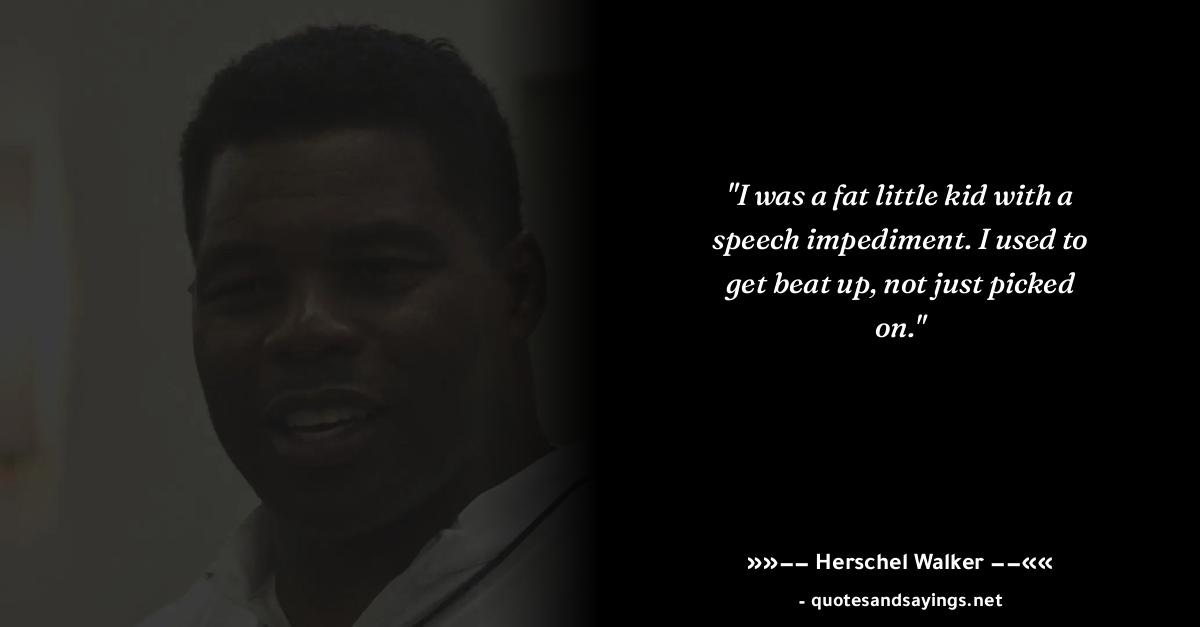 "I was a fat little kid with a
speech impediment. I used to
get beat up, not just picked
on."
»»–– Herschel Walker ––««
- quotesandsayings.net